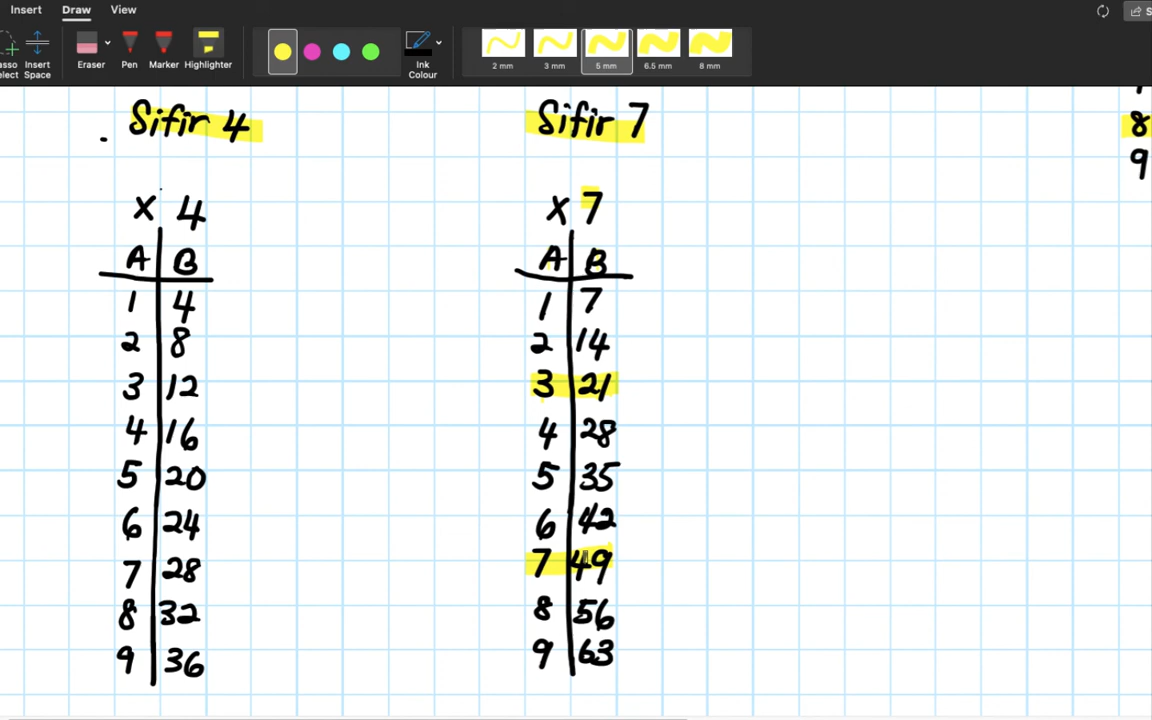 Insert Draw View
S
asso
elect
Insert
Space
Eraser
Pen
Marker
Highlighter
Ink
Colour
2 mm
3 mm
5 mm
6.5 mm
8 mm
Sifir 4
x 4
A B
1 4
2 8
3 12
4 16
5 20
6 24
7 28
8 32
9 36
Sifir 7
x 7
A B
1 7
2 14
3 21
4 28
5 35
6 42
7 49
8 56
9 63
8
9